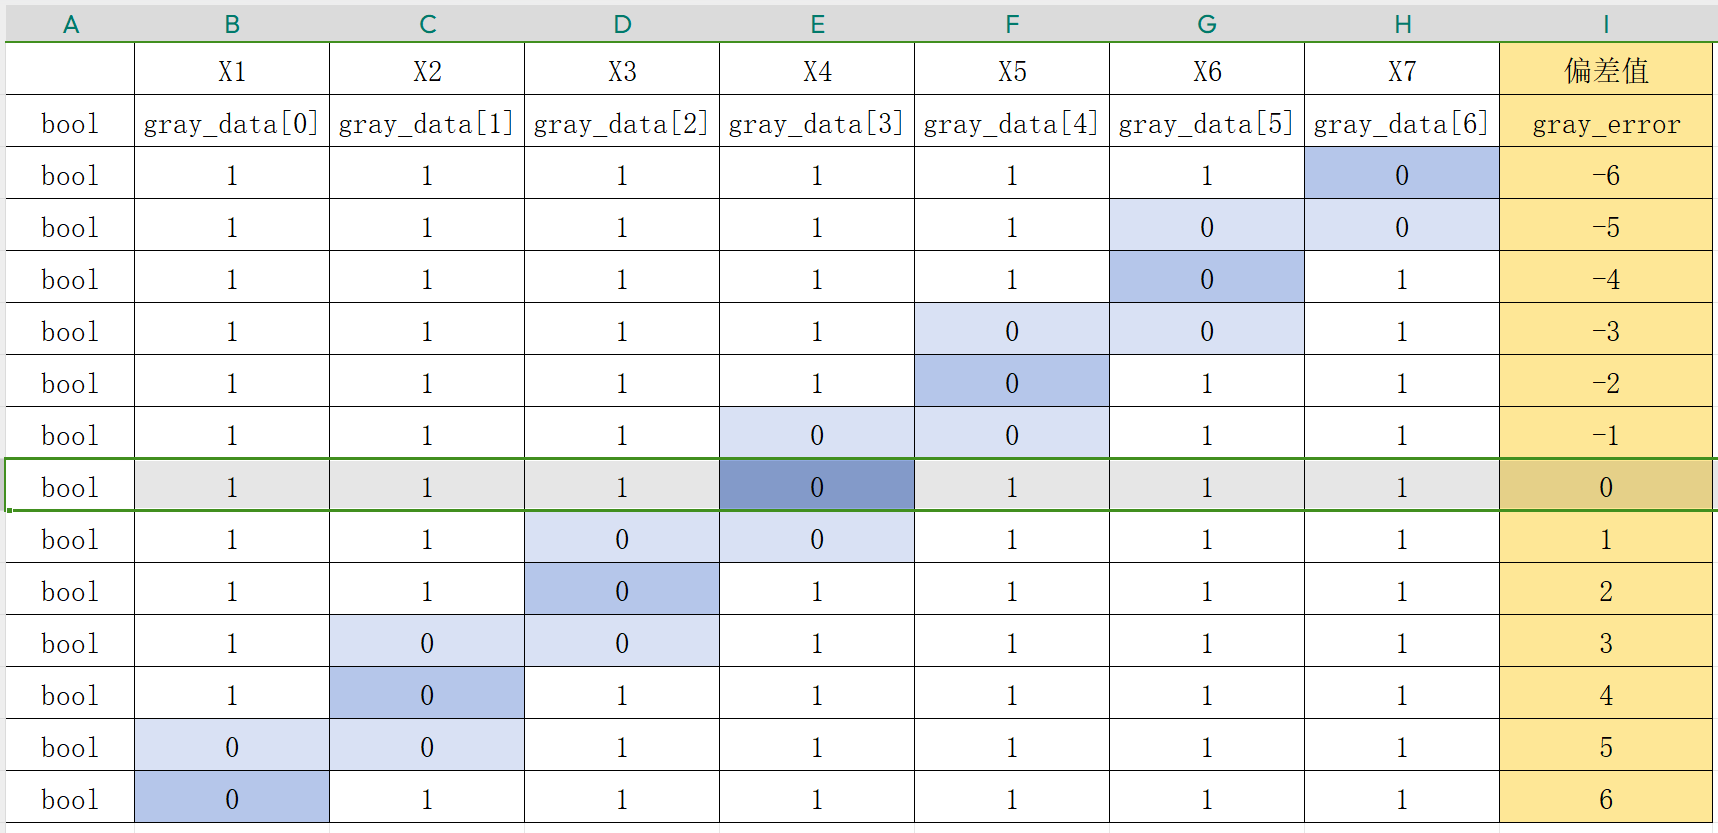 A B C D E F G H I
X1 X2 X3 X4 X5 X6 X7 偏差值
bool gray_data[0] gray_data[1] gray_data[2] gray_data[3] gray_data[4] gray_data[5] gray_data[6] gray_error
bool 1 1 1 1 1 1 0 -6
bool 1 1 1 1 1 0 0 -5
bool 1 1 1 1 1 0 1 -4
bool 1 1 1 1 0 0 1 -3
bool 1 1 1 1 0 1 1 -2
bool 1 1 1 0 0 1 1 -1
bool 1 1 1 0 1 1 1 0
bool 1 1 0 0 1 1 1 1
bool 1 1 0 1 1 1 1 2
bool 1 0 0 1 1 1 1 3
bool 1 0 1 1 1 1 1 4
bool 0 0 1 1 1 1 1 5
bool 0 1 1 1 1 1 1 6